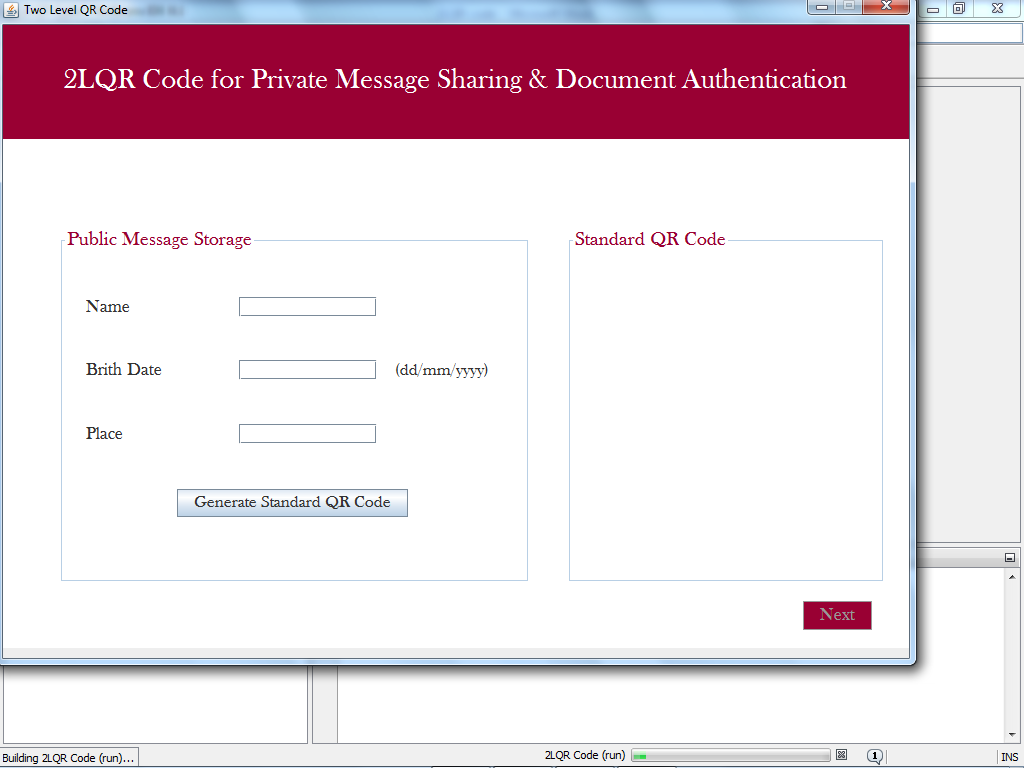 Two Level QR Code
2LQR Code for Private Message Sharing & Document Authentication
Public Message Storage
Standard QR Code
Name
Brith Date
(dd/mm/yyyy)
Place
Generate Standard QR Code
Next
Building 2LQR Code (run)...
2LQR Code (run)
1
INS